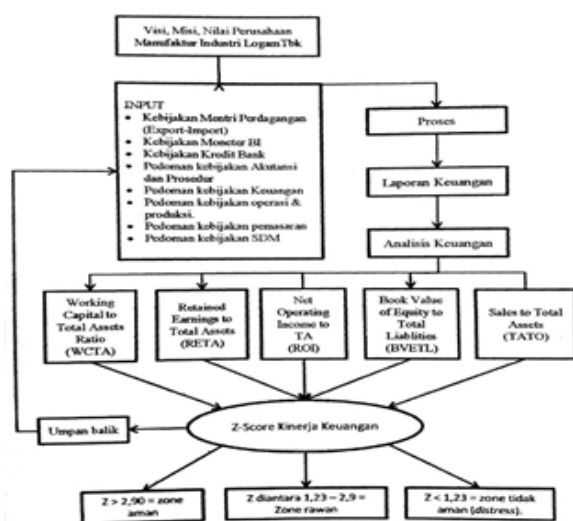 Visi, Misi, Nilai Perusahaan
Manufaktur Industri LogamTbk
INPUT
• Kebijakan Mentri Perdagangan
(Export-Import)
• Kebijakan Moneter BI
• Kebijakan Kredit Bank
• Pedoman kebijakan Akutansi
dan Prosedur
• Pedoman kebijakan Keuangan
• Pedoman kebijakan operasi &
produksi.
• Pedoman kebijakan pemasaran
• Pedoman kebijakan SDM
Proses
Laporan Keuangan
Analisis Keuangan
Working
Capital to
Total Assets
Ratio
(WCTA)
Retained
Earnings to
Total Assets
(RETA)
Net
Operating
Income to
TA
(ROI)
Book Value
of Equity to
Total
Liablities
(BVETL)
Sales to Total
Assets
(TATO)
Umpan balik
Z-Score Kinerja Keuangan
Z > 2,90 = zone
aman
Z diantara 1,23 – 2,9 =
Zone rawan
Z < 1,23 = zone tidak
aman (distress).